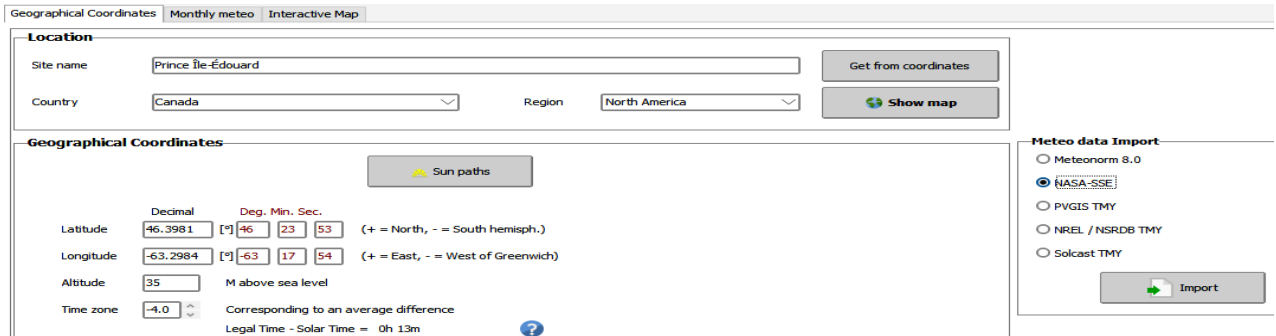 Geographical Coordinates Monthly meteo Interactive Map
Location
Site name Prince Île-Édouard Get from coordinates
Country Canada Region North America Show map
Geographical Coordinates
Sun paths
Decimal Deg. Min. Sec.
Latitude 46.3981 [°] 46 23 53 (+ = North, - = South hemisph.)
Longitude -63.2984 [°] -63 17 54 (+ = East, - = West of Greenwich)
Altitude 35 M above sea level
Time zone -4.0 Corresponding to an average difference
Legal Time - Solar Time = 0h 13m ?
Meteo data Import
Meteonorm 8.0
NASA-SSE
PVGIS TMY
NREL / NSRDB TMY
Solcast TMY
Import